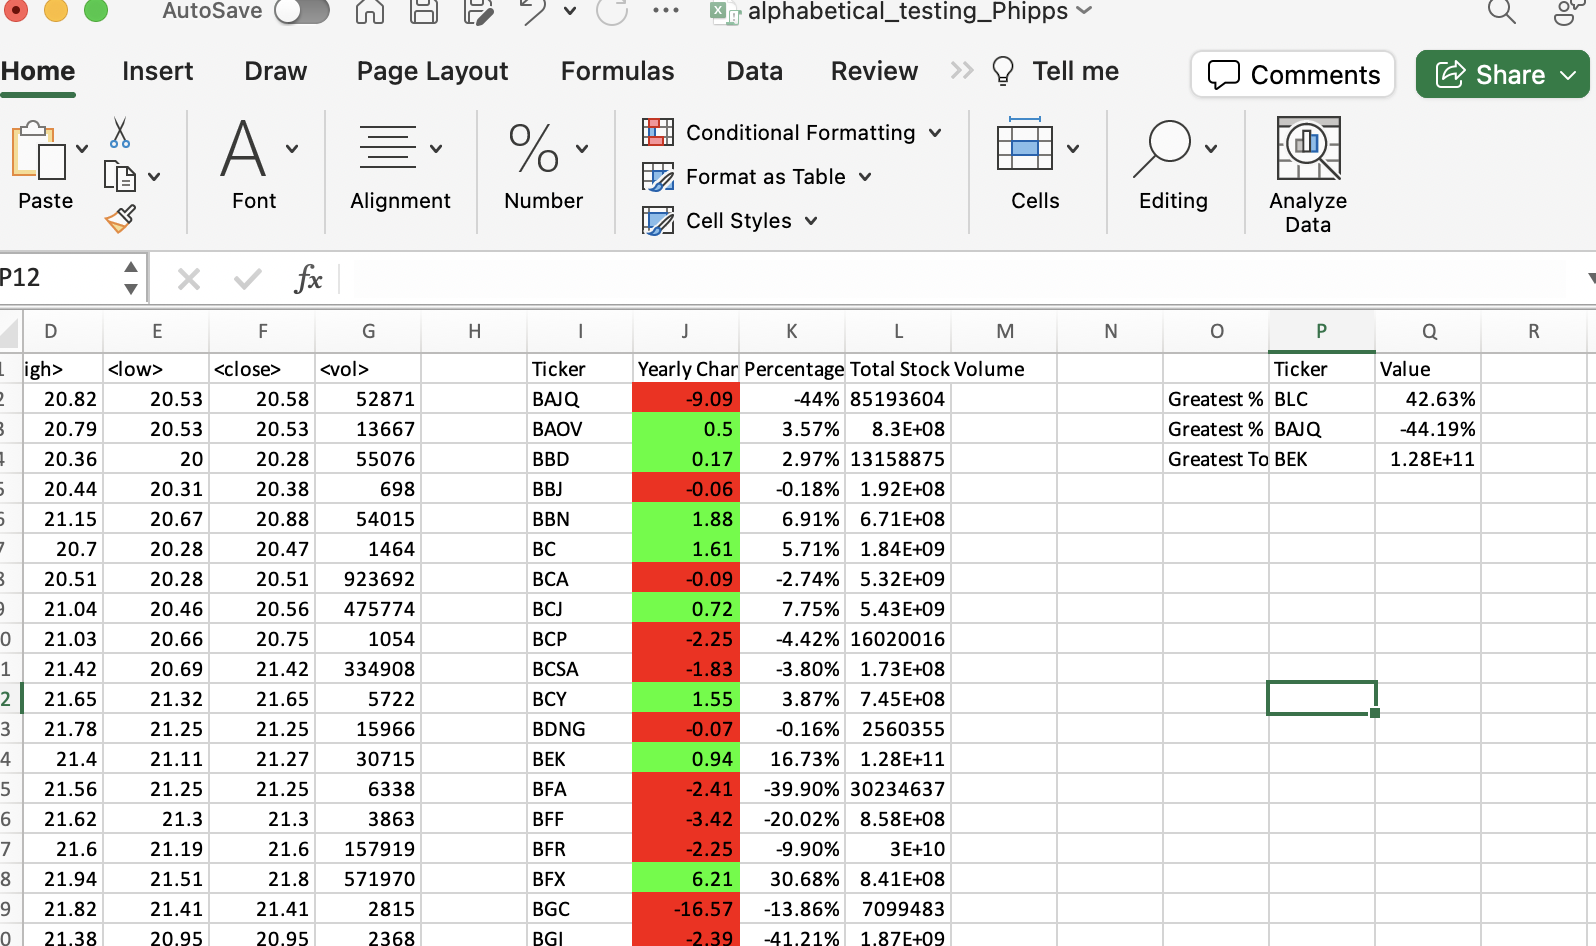 AutoSave alphabetical_testing_Phipps
Home Insert Draw Page Layout Formulas Data Review Tell me Comments Share
Paste Font Alignment Number Conditional Formatting Format as Table Cell Styles Cells Editing Analyze Data
P12 fx
D E F G H I J K L M N O P Q R
1 igh> <low> <close> <vol> Ticker Yearly Char Percentage Total Stock Volume Ticker Value
2 20.82 20.53 20.58 52871 BAJQ -9.09 -44% 85193604 Greatest % BLC 42.63%
3 20.79 20.53 20.53 13667 BAOV 0.5 3.57% 8.3E+08 Greatest % BAJQ -44.19%
4 20.36 20 20.28 55076 BBD 0.17 2.97% 13158875 Greatest To BEK 1.28E+11
5 20.44 20.31 20.38 698 BBJ -0.06 -0.18% 1.92E+08
6 21.15 20.67 20.88 54015 BBN 1.88 6.91% 6.71E+08
7 20.7 20.28 20.47 1464 BC 1.61 5.71% 1.84E+09
8 20.51 20.28 20.51 923692 BCA -0.09 -2.74% 5.32E+09
9 21.04 20.46 20.56 475774 BCJ 0.72 7.75% 5.43E+09
0 21.03 20.66 20.75 1054 BCP -2.25 -4.42% 16020016
1 21.42 20.69 21.42 334908 BCSA -1.83 -3.80% 1.73E+08
2 21.65 21.32 21.65 5722 BCY 1.55 3.87% 7.45E+08
3 21.78 21.25 21.25 15966 BDNG -0.07 -0.16% 2560355
4 21.4 21.11 21.27 30715 BEK 0.94 16.73% 1.28E+11
5 21.56 21.25 21.25 6338 BFA -2.41 -39.90% 30234637
6 21.62 21.3 21.3 3863 BFF -3.42 -20.02% 8.58E+08
7 21.6 21.19 21.6 157919 BFR -2.25 -9.90% 3E+10
8 21.94 21.51 21.8 571970 BFX 6.21 30.68% 8.41E+08
9 21.82 21.41 21.41 2815 BGC -16.57 -13.86% 7099483
0 21.38 20.95 20.95 2368 BGI -2.39 -41.21% 1.87E+09